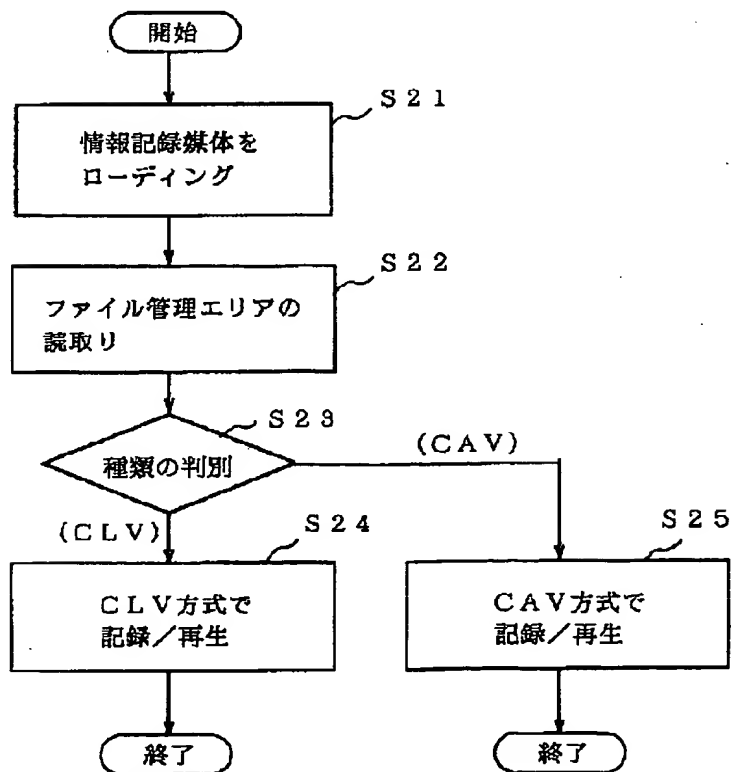 開始
S21
情報記録媒体を
ローディング
S22
ファイル管理エリアの
読取り
S23
種類の判別
(CAV)
(CLV)
S24
S25
CLV方式で
記録／再生
CAV方式で
記録／再生
終了
終了